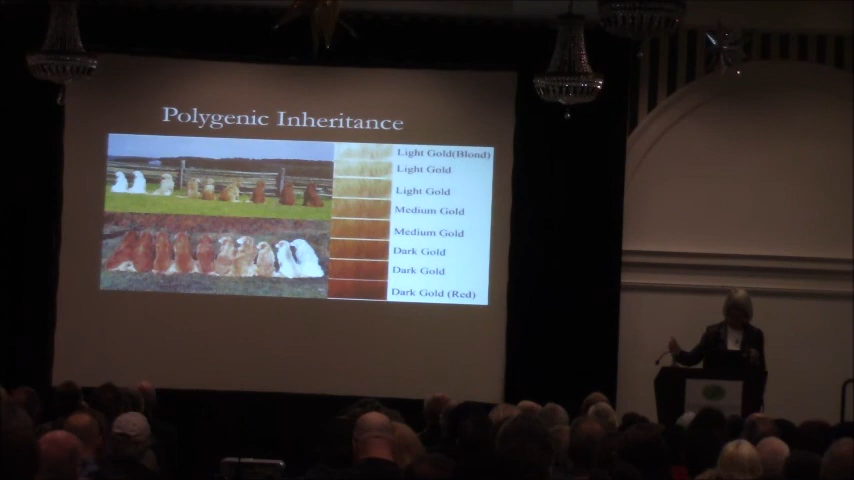 Polygenic Inheritance
Light Gold(Blond)
Light Gold
Light Gold
Medium Gold
Medium Gold
Dark Gold
Dark Gold
Dark Gold (Red)